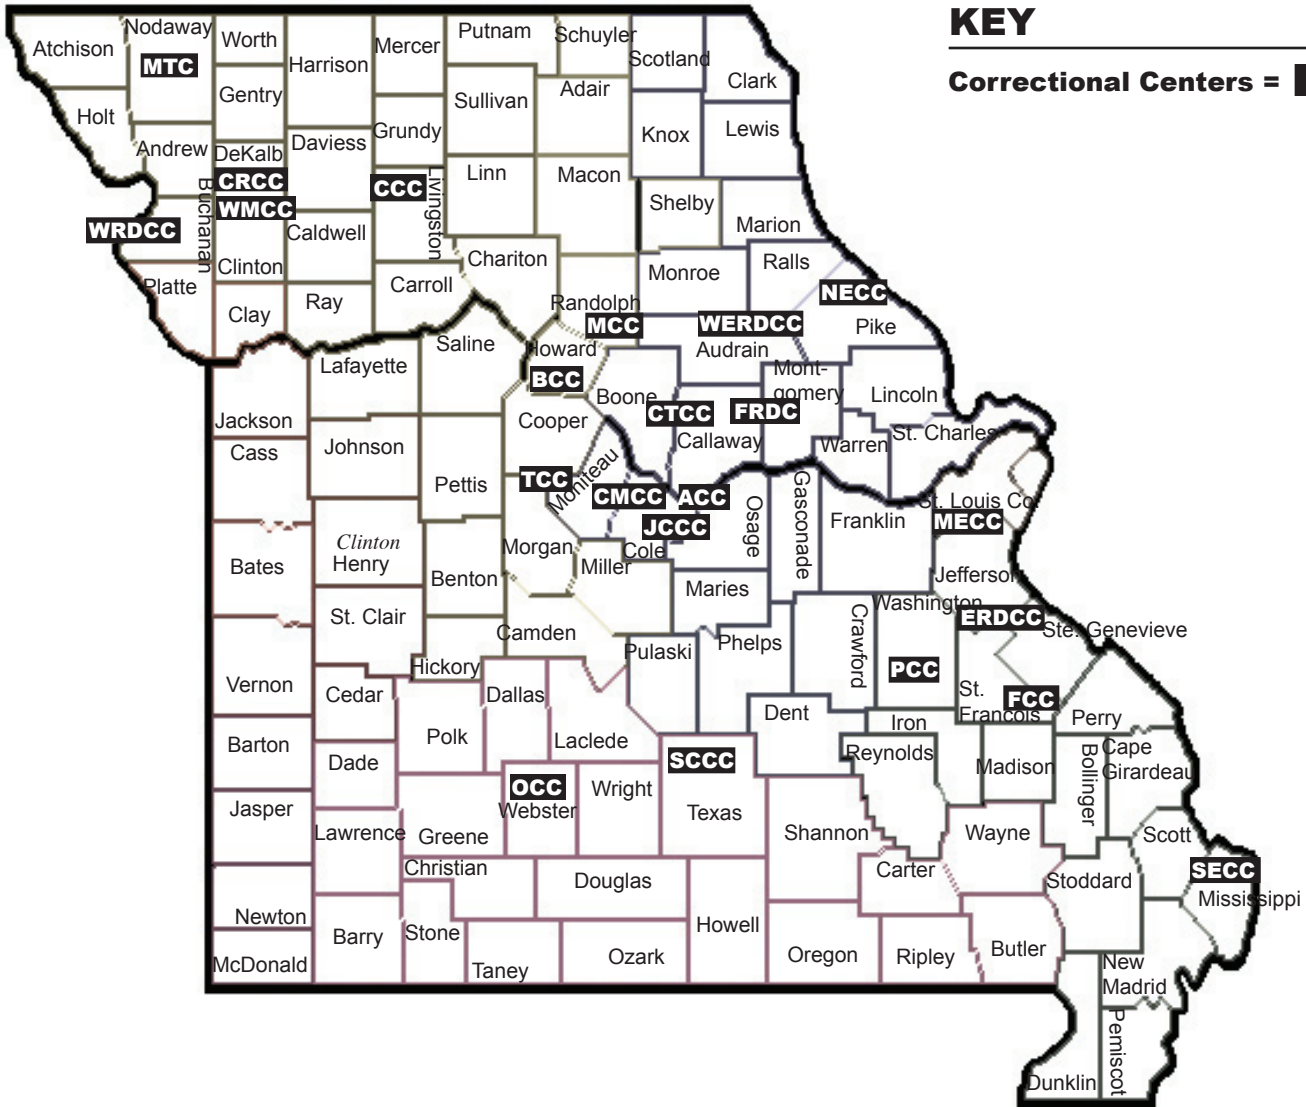 KEY
Correctional Centers =
Atchison
Nodaway
MTC
Worth
Harrison
Mercer
Putnam
Schuyler
Scotland
Clark
Holt
Gentry
Sullivan
Adair
Knox
Lewis
Andrew
DeKalb
Daviess
Grundy
Linn
Macon
Shelby
Marion
Buchanan
CRCC
CCC
Livingston
WMCC
WRDCC
Caldwell
Clinton
Chariton
Monroe
Ralls
Platte
Clay
Ray
Carroll
Randolph
MCC
NECC
WERDCC
Pike
Audrain
Lafayette
Saline
Howard
BCC
Boone
Mont-
gomery
Lincoln
Jackson
Cooper
CTCC
FRDC
Callaway
Warren
St. Charles
Cass
Johnson
Pettis
TCC
Moniteau
CMCC
ACC
JCCC
Osage
Gasconade
Franklin
St. Louis Co
MECC
Bates
Clinton
Henry
Benton
Morgan
Miller
Cole
Maries
Jefferson
Washington
ERDCC
Ste. Genevieve
St. Clair
Camden
Hickory
Pulaski
Phelps
Crawford
PCC
St.
Francois
FCC
Perry
Vernon
Cedar
Dallas
Polk
Laclede
Dent
Iron
Reynolds
Madison
Bollinger
Cape
Girardeau
Barton
Dade
SCCC
OCC
Webster
Wright
Texas
Jasper
Lawrence
Greene
Shannon
Wayne
Scott
Christian
Douglas
Carter
Stoddard
SECC
Mississippi
Newton
Barry
Stone
Howell
McDonald
Taney
Ozark
Oregon
Ripley
Butler
New
Madrid
Pemiscot
Dunklin